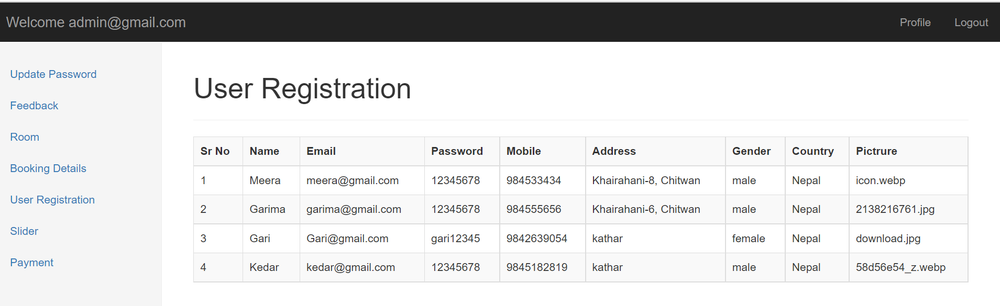 Welcome admin@gmail.com Profile Logout
Update Password
Feedback
Room
Booking Details
User Registration
Slider
Payment
User Registration
Sr No Name Email Password Mobile Address Gender Country Pictrure
1 Meera meera@gmail.com 12345678 984533434 Khairahani-8, Chitwan male Nepal icon.webp
2 Garima garima@gmail.com 12345678 984555656 Khairahani-6, Chitwan male Nepal 2138216761.jpg
3 Gari Gari@gmail.com gari12345 9842639054 kathar female Nepal download.jpg
4 Kedar kedar@gmail.com 12345678 9845182819 kathar male Nepal 58d56e54_z.webp